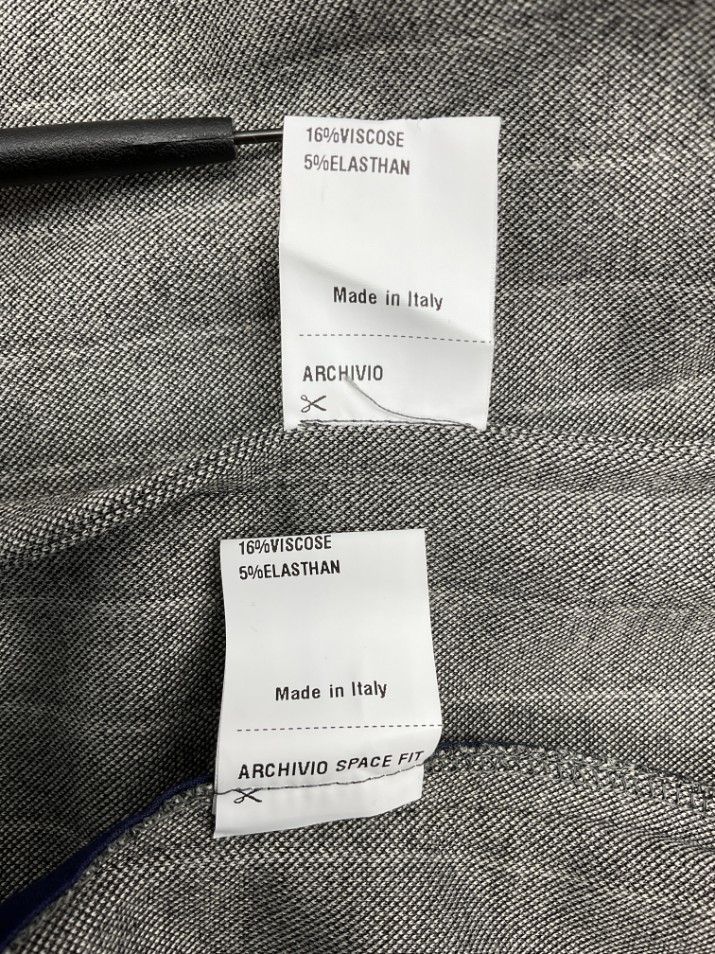 16%VISCOSE
5%ELASTHAN
Made in Italy
ARCHIVIO
16%VISCOSE
5%ELASTHAN
Made in Italy
ARCHIVIO SPACE FIT